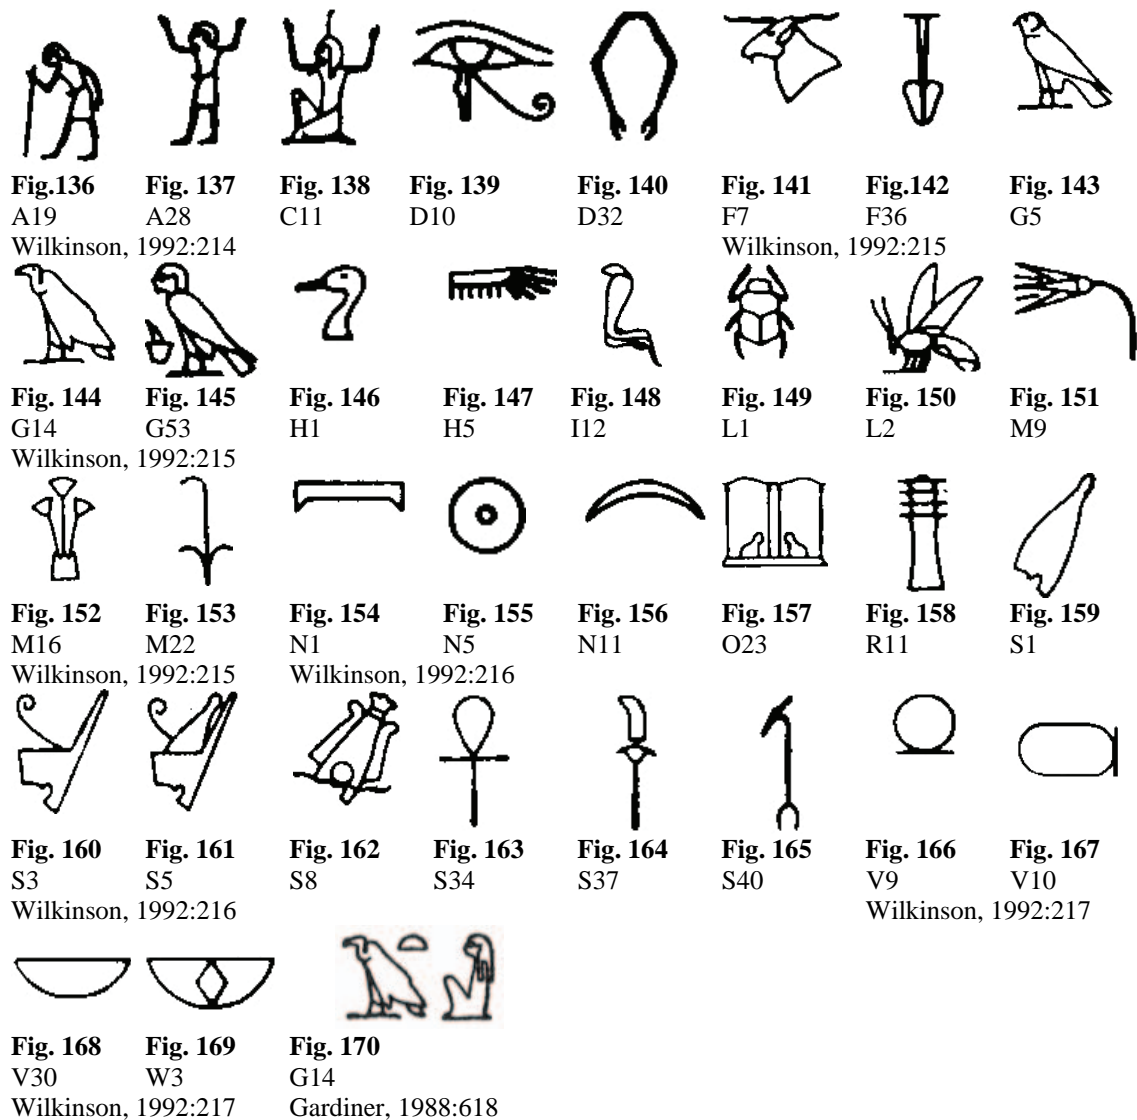 Fig.136 Fig. 137 Fig. 138 Fig. 139 Fig. 140 Fig. 141 Fig.142 Fig. 143
A19 A28 C11 D10 D32 F7 F36 G5
Wilkinson, 1992:214 Wilkinson, 1992:215
Fig. 144 Fig. 145 Fig. 146 Fig. 147 Fig. 148 Fig. 149 Fig. 150 Fig. 151
G14 G53 H1 H5 I12 L1 L2 M9
Wilkinson, 1992:215
Fig. 152 Fig. 153 Fig. 154 Fig. 155 Fig. 156 Fig. 157 Fig. 158 Fig. 159
M16 M22 N1 N5 N11 O23 R11 S1
Wilkinson, 1992:215 Wilkinson, 1992:216
Fig. 160 Fig. 161 Fig. 162 Fig. 163 Fig. 164 Fig. 165 Fig. 166 Fig. 167
S3 S5 S8 S34 S37 S40 V9 V10
Wilkinson, 1992:216 Wilkinson, 1992:217
Fig. 168 Fig. 169 Fig. 170
V30 W3 G14
Wilkinson, 1992:217 Gardiner, 1988:618